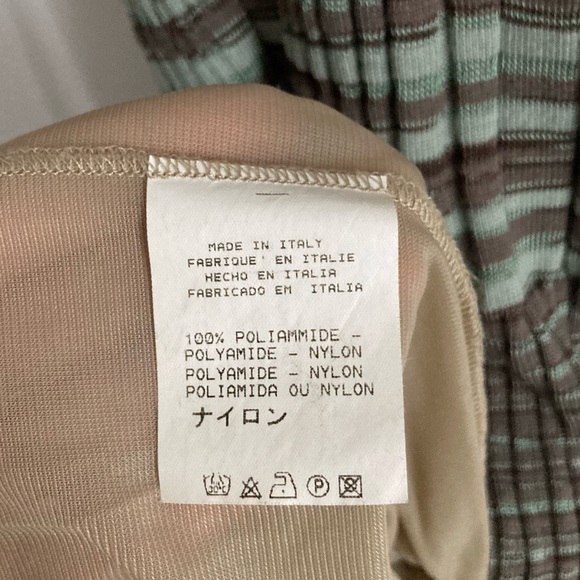 MADE IN ITALY
FABRIQUE' EN ITALIE
HECHO EN ITALIA
FABRICADO EM ITALIA
100% POLIAMMIDE -
POLYAMIDE - NYLON
POLYAMIDE - NYLON
POLIAMIDA OU NYLON
ナイロン
P